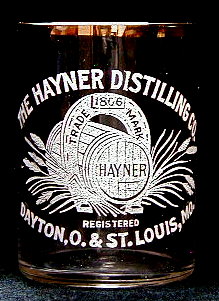 THE HAYNER DISTILLING CO.
1866
TRADE MARK
HAYNER
REGISTERED
DAYTON, O. & ST. LOUIS, MO.